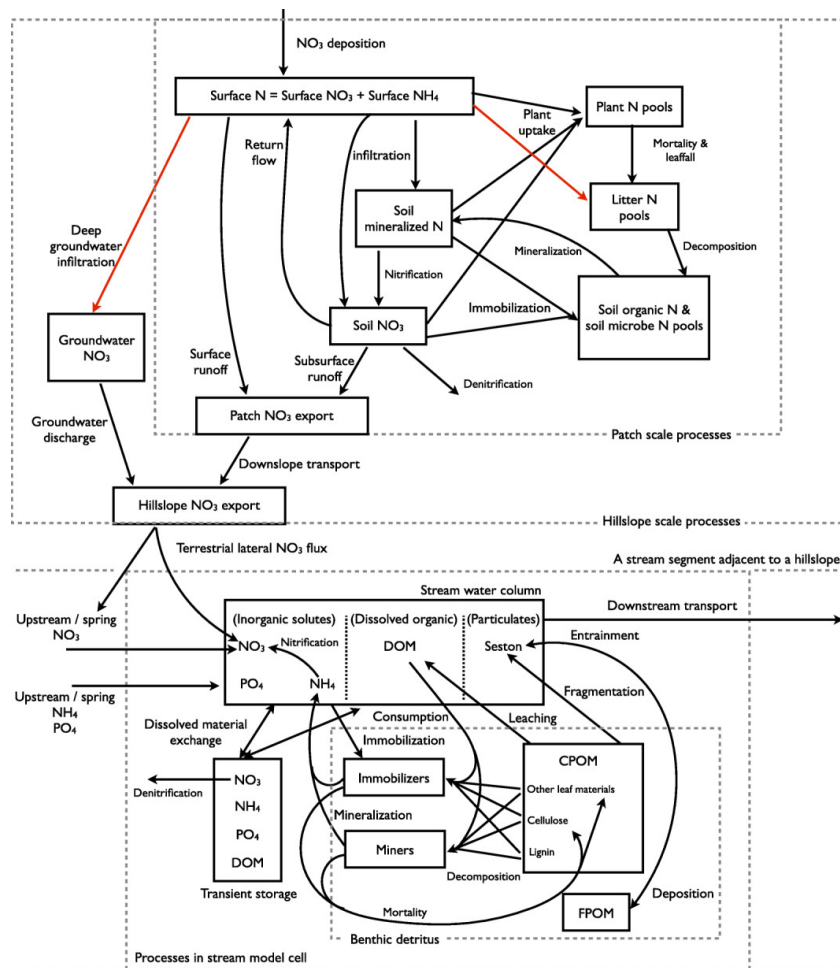 NO₃ deposition
Surface N = Surface NO₃ + Surface NH₄
Plant N pools
Plant
uptake
Return
flow
infiltration
Mortality &
leaffall
Soil
mineralized N
Litter N
pools
Deep
groundwater
infiltration
Mineralization
Decomposition
Nitrification
Immobilization
Soil organic N &
soil microbe N pools
Soil NO₃
Groundwater
NO₃
Surface
runoff
Subsurface
runoff
Denitrification
Patch NO₃ export
Groundwater
discharge
Patch scale processes
Downslope transport
Hillslope NO₃ export
Hillslope scale processes
Terrestrial lateral NO₃ flux
A stream segment adjacent to a hillslope
Stream water column
Downstream transport
Upstream / spring
NO₃
(Inorganic solutes)
(Dissolved organic)
(Particulates)
Nitrification
Entrainment
NO₃
DOM
Seston
PO₄
NH₄
Fragmentation
Upstream / spring
NH₄
PO₄
Leaching
Consumption
Dissolved material
exchange
Immobilization
CPOM
NO₃
Immobilizers
Other leaf materials
Denitrification
NH₄
Mineralization
Cellulose
PO₄
Miners
Lignin
DOM
Decomposition
Transient storage
Deposition
Mortality
FPOM
Benthic detritus
Processes in stream model cell